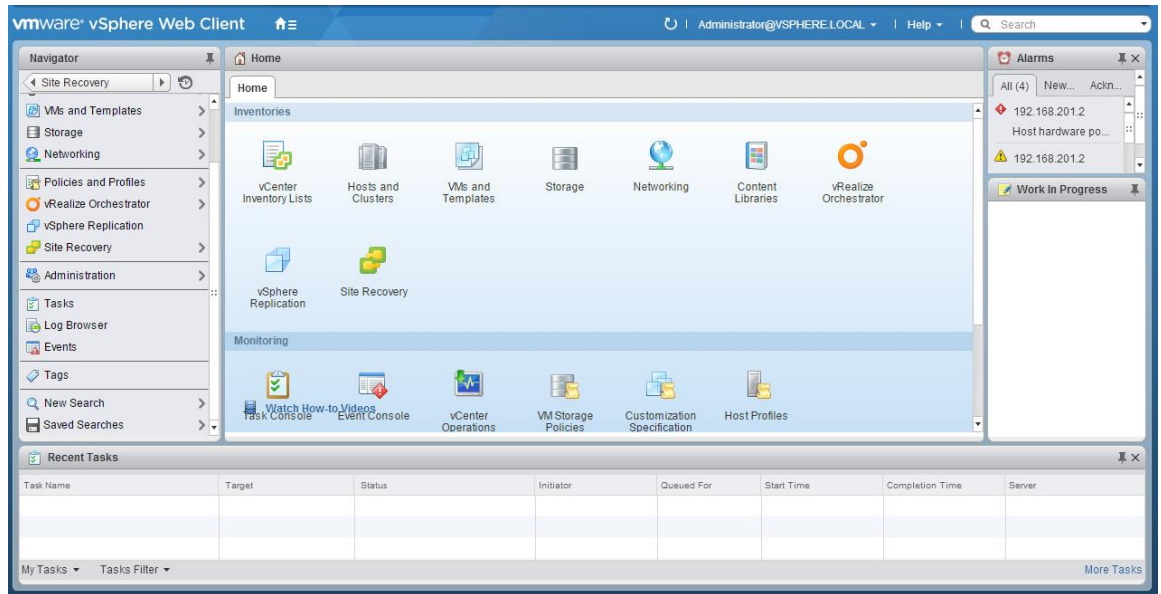 vmware® vSphere Web Client
Administrator@VSPHERE.LOCAL
Help
Search
Navigator
Site Recovery
VMs and Templates
Storage
Networking
Policies and Profiles
vRealize Orchestrator
vSphere Replication
Site Recovery
Administration
Tasks
Log Browser
Events
Tags
New Search
Saved Searches
Home
Home
Inventories
vCenter
Inventory Lists
Hosts and
Clusters
VMs and
Templates
Storage
Networking
Content
Libraries
vRealize
Orchestrator
vSphere
Replication
Site Recovery
Monitoring
Watch How-to Videos
Task Console
Event Console
vCenter
Operations
VM Storage
Policies
Customization
Specification
Host Profiles
Alarms
All (4) New... Ackn...
192.168.201.2
Host hardware po...
192.168.201.2
Work In Progress
Recent Tasks
Task Name Target Status Initiator Queued For Start Time Completion Time Server
My Tasks Tasks Filter More Tasks